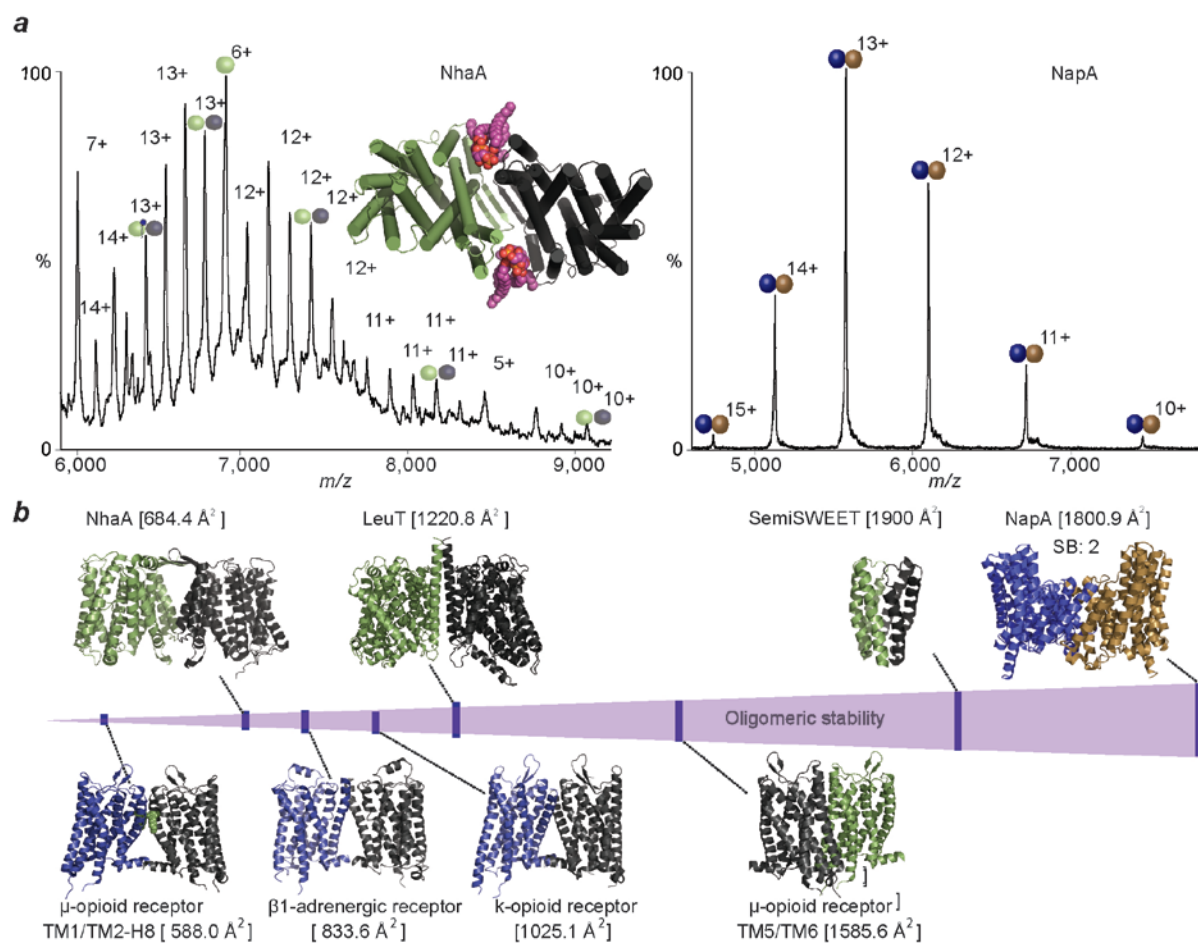 a
NhaA
NapA
100
%
0
7+
14+
14+
13+
13+
13+
13+
6+
12+
12+
12+
12+
12+
11+
11+
11+
11+
5+
10+
10+
10+
6,000 7,000 8,000 9,000
m/z
100
%
0
15+
14+
13+
12+
11+
10+
5,000 6,000 7,000
m/z
b
NhaA [684.4 Å²]
LeuT [1220.8 Å²]
SemiSWEET [1900 Å²]
NapA [1800.9 Å²]
SB: 2
Oligomeric stability
μ-opioid receptor
TM1/TM2-H8 [ 588.0 Å²]
β1-adrenergic receptor
[ 833.6 Å²]
k-opioid receptor
[1025.1 Å²]
]
μ-opioid receptor ]
TM5/TM6 [1585.6 Å²]